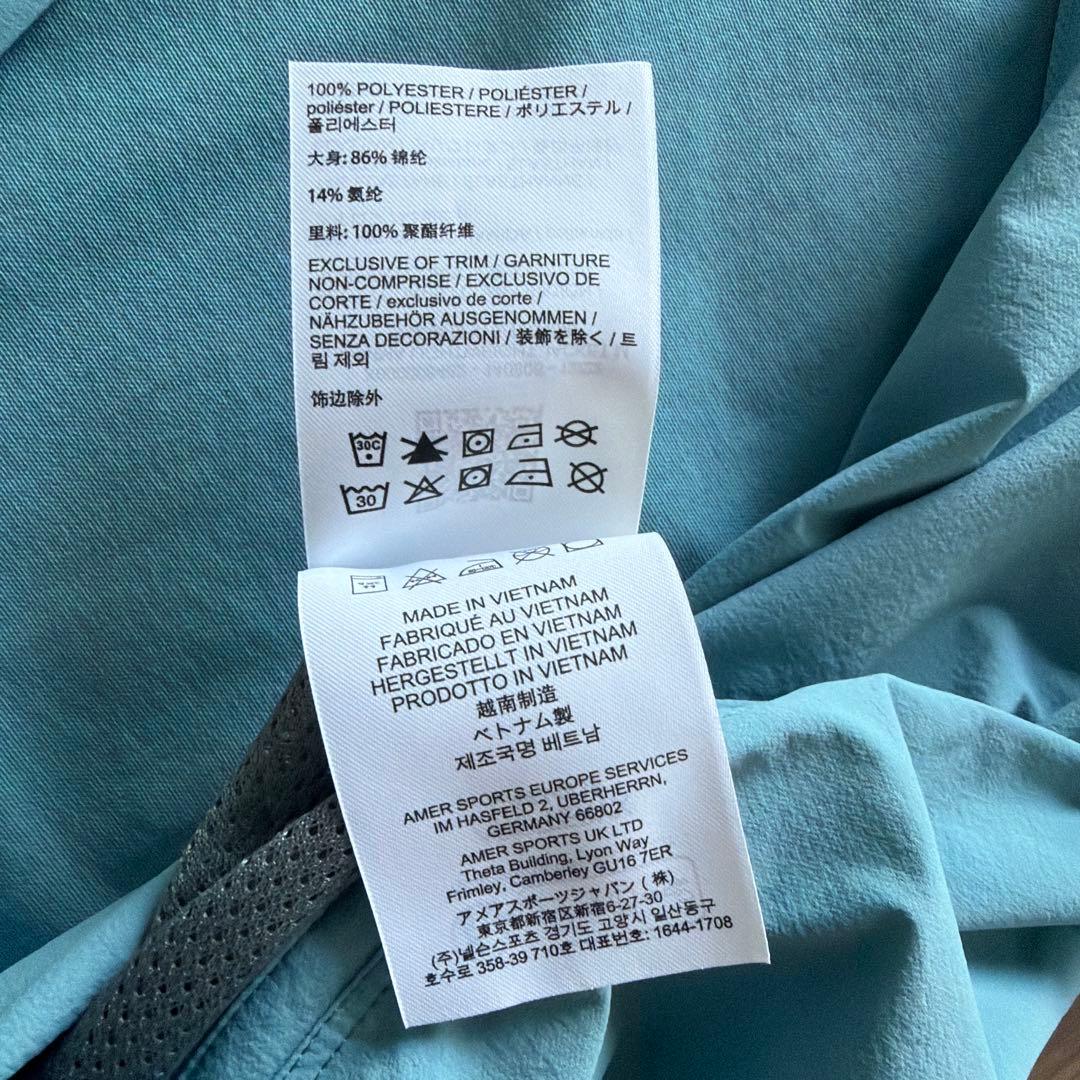 100% POLYESTER / POLIÉSTER /
poliéster / POLIESTERE / ポリエステル /
폴리에스터
大身: 86% 锦纶
14% 氨纶
里料: 100% 聚酯纤维
EXCLUSIVE OF TRIM / GARNITURE
NON-COMPRISE / EXCLUSIVO DE
CORTE / exclusivo de corte /
NÄHZUBEHÖR AUSGENOMMEN /
SENZA DECORAZIONI / 装飾を除く / 트
림 제외
饰边除外
30C
30
MADE IN VIETNAM
FABRIQUÉ AU VIETNAM
FABRICADO EN VIETNAM
HERGESTELLT IN VIETNAM
PRODOTTO IN VIETNAM
越南制造
ベトナム製
제조국명 베트남
AMER SPORTS EUROPE SERVICES
IM HASFELD 2, UBERHERRN,
GERMANY 66802
AMER SPORTS UK LTD
Theta Building, Lyon Way
Frimley, Camberley GU16 7ER
アメアスポーツジャパン (株)
東京都新宿区新宿6-27-30
(주)넬슨스포츠 경기도 고양시 일산동구
호수로 358-39 710호 대표번호: 1644-1708